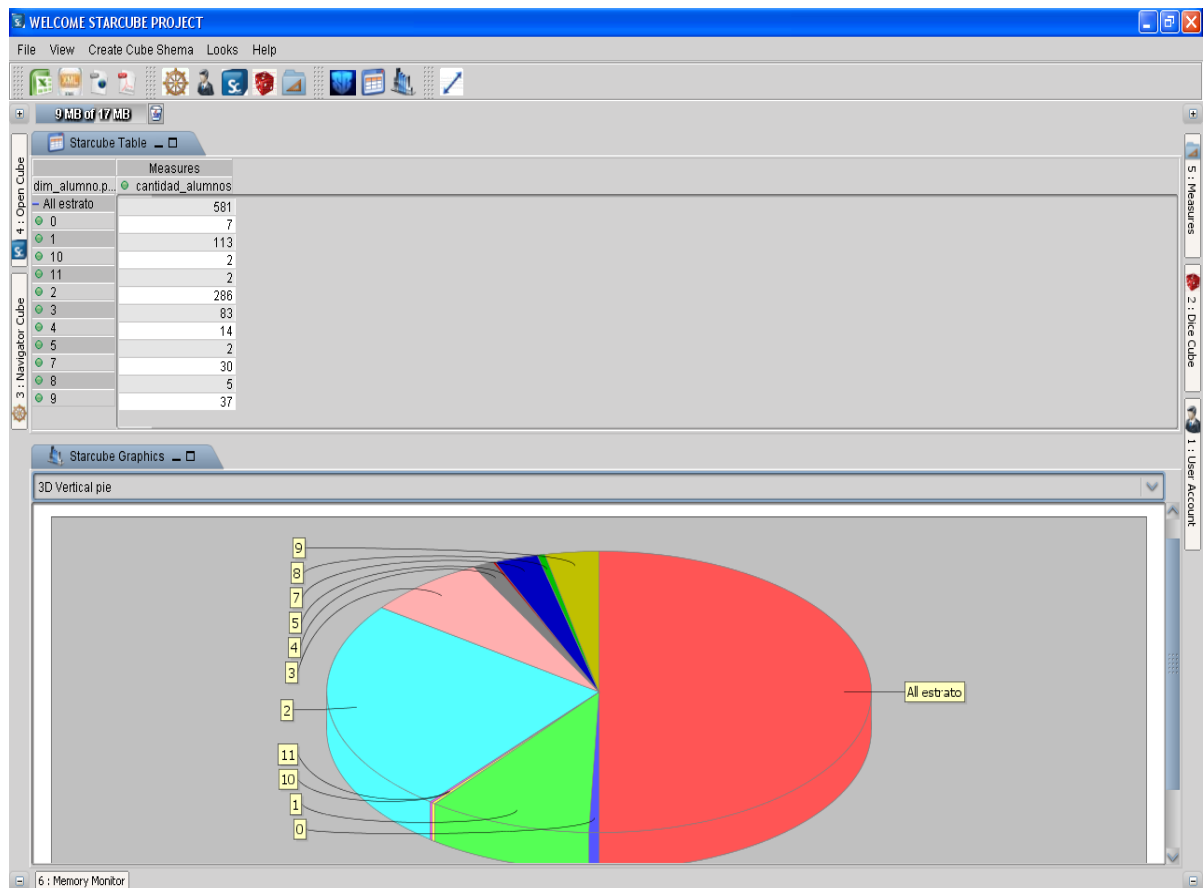 WELCOME STARCUBE PROJECT
File View Create Cube Shema Looks Help
9 MB of 17 MB
4 : Open Cube
3 : Navigator Cube
Starcube Table
Measures
dim_alumno.p... cantidad_alumnos
All estrato 581
0 7
1 113
10 2
11 2
2 286
3 83
4 14
5 2
7 30
8 5
9 37
5 : Measures
2 : Dice Cube
1 : User Account
Starcube Graphics
3D Vertical pie
9
8
7
5
4
3
All estrato
2
11
10
1
0
6 : Memory Monitor